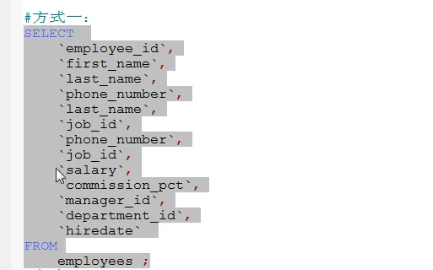 #方式一：
SELECT
`employee_id`,
`first_name`,
`last_name`,
`phone_number`,
`last_name`,
`job_id`,
`phone_number`,
`job_id`,
`salary`,
`commission_pct`,
`manager_id`,
`department_id`,
`hiredate`
FROM
employees ;